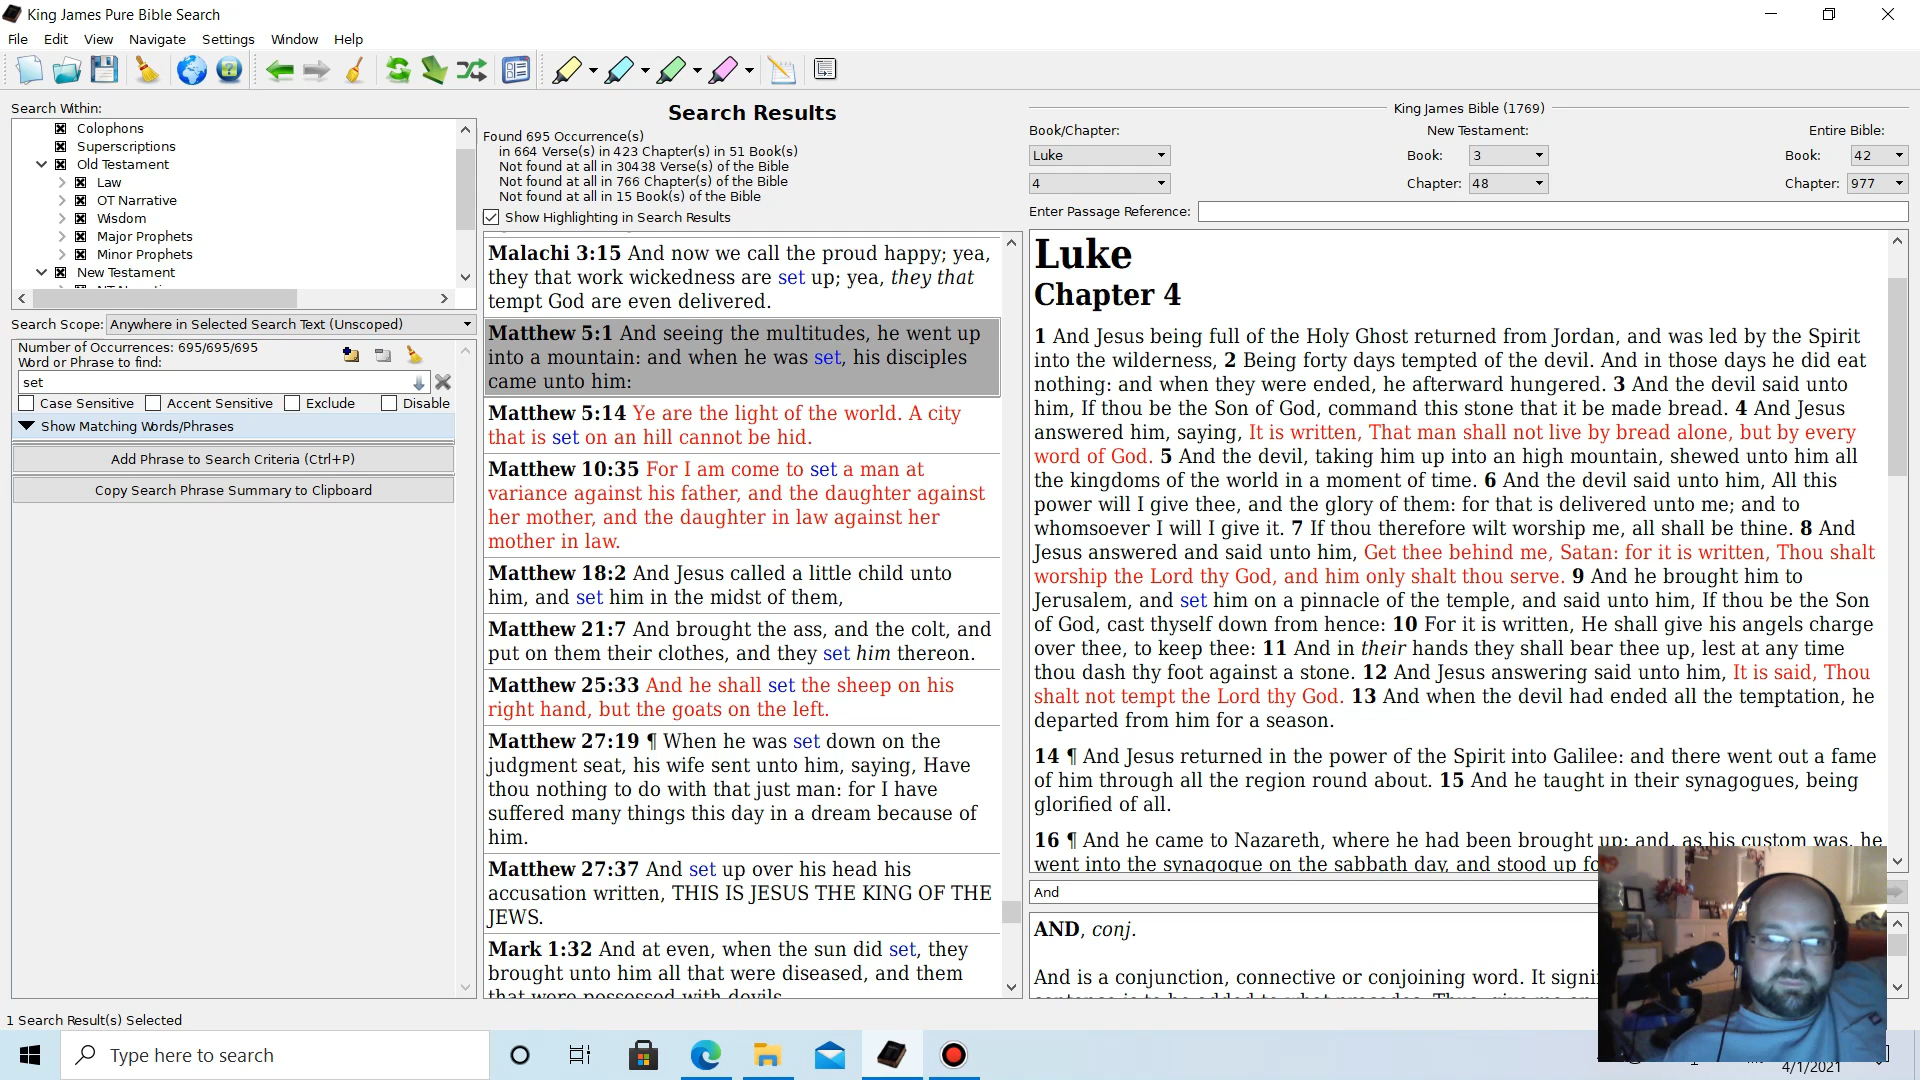 King James Pure Bible Search
File Edit View Navigate Settings Window Help
Search Within:
Colophons
Superscriptions
Old Testament
Law
OT Narrative
Wisdom
Major Prophets
Minor Prophets
New Testament
Search Scope: Anywhere in Selected Search Text (Unscoped)
Number of Occurrences: 695/695/695
Word or Phrase to find:
set
Case Sensitive Accent Sensitive Exclude Disable
Show Matching Words/Phrases
Add Phrase to Search Criteria (Ctrl+P)
Copy Search Phrase Summary to Clipboard
Search Results
Found 695 Occurrence(s)
in 664 Verse(s) in 423 Chapter(s) in 51 Book(s)
Not found at all in 30438 Verse(s) of the Bible
Not found at all in 766 Chapter(s) of the Bible
Not found at all in 15 Book(s) of the Bible
Show Highlighting in Search Results
Malachi 3:15 And now we call the proud happy; yea,
they that work wickedness are set up; yea, they that
tempt God are even delivered.
Matthew 5:1 And seeing the multitudes, he went up
into a mountain: and when he was set, his disciples
came unto him:
Matthew 5:14 Ye are the light of the world. A city
that is set on an hill cannot be hid.
Matthew 10:35 For I am come to set a man at
variance against his father, and the daughter against
her mother, and the daughter in law against her
mother in law.
Matthew 18:2 And Jesus called a little child unto
him, and set him in the midst of them,
Matthew 21:7 And brought the ass, and the colt, and
put on them their clothes, and they set him thereon.
Matthew 25:33 And he shall set the sheep on his
right hand, but the goats on the left.
Matthew 27:19 ¶ When he was set down on the
judgment seat, his wife sent unto him, saying, Have
thou nothing to do with that just man: for I have
suffered many things this day in a dream because of
him.
Matthew 27:37 And set up over his head his
accusation written, THIS IS JESUS THE KING OF THE
JEWS.
Mark 1:32 And at even, when the sun did set, they
brought unto him all that were diseased, and them
that were possessed with devils
King James Bible (1769)
Book/Chapter: New Testament: Entire Bible:
Luke Book: 3 Book: 42
4 Chapter: 48 Chapter: 977
Enter Passage Reference:
Luke
Chapter 4
1 And Jesus being full of the Holy Ghost returned from Jordan, and was led by the Spirit
into the wilderness, 2 Being forty days tempted of the devil. And in those days he did eat
nothing: and when they were ended, he afterward hungered. 3 And the devil said unto
him, If thou be the Son of God, command this stone that it be made bread. 4 And Jesus
answered him, saying, It is written, That man shall not live by bread alone, but by every
word of God. 5 And the devil, taking him up into an high mountain, shewed unto him all
the kingdoms of the world in a moment of time. 6 And the devil said unto him, All this
power will I give thee, and the glory of them: for that is delivered unto me; and to
whomsoever I will I give it. 7 If thou therefore wilt worship me, all shall be thine. 8 And
Jesus answered and said unto him, Get thee behind me, Satan: for it is written, Thou shalt
worship the Lord thy God, and him only shalt thou serve. 9 And he brought him to
Jerusalem, and set him on a pinnacle of the temple, and said unto him, If thou be the Son
of God, cast thyself down from hence: 10 For it is written, He shall give his angels charge
over thee, to keep thee: 11 And in their hands they shall bear thee up, lest at any time
thou dash thy foot against a stone. 12 And Jesus answering said unto him, It is said, Thou
shalt not tempt the Lord thy God. 13 And when the devil had ended all the temptation, he
departed from him for a season.
14 ¶ And Jesus returned in the power of the Spirit into Galilee: and there went out a fame
of him through all the region round about. 15 And he taught in their synagogues, being
glorified of all.
16 ¶ And he came to Nazareth, where he had been brought up: and, as his custom was, he
went into the synagogue on the sabbath day, and stood up
And
AND, conj.
And is a conjunction, connective or conjoining word. It
1 Search Result(s) Selected
Type here to search
4/1/2021